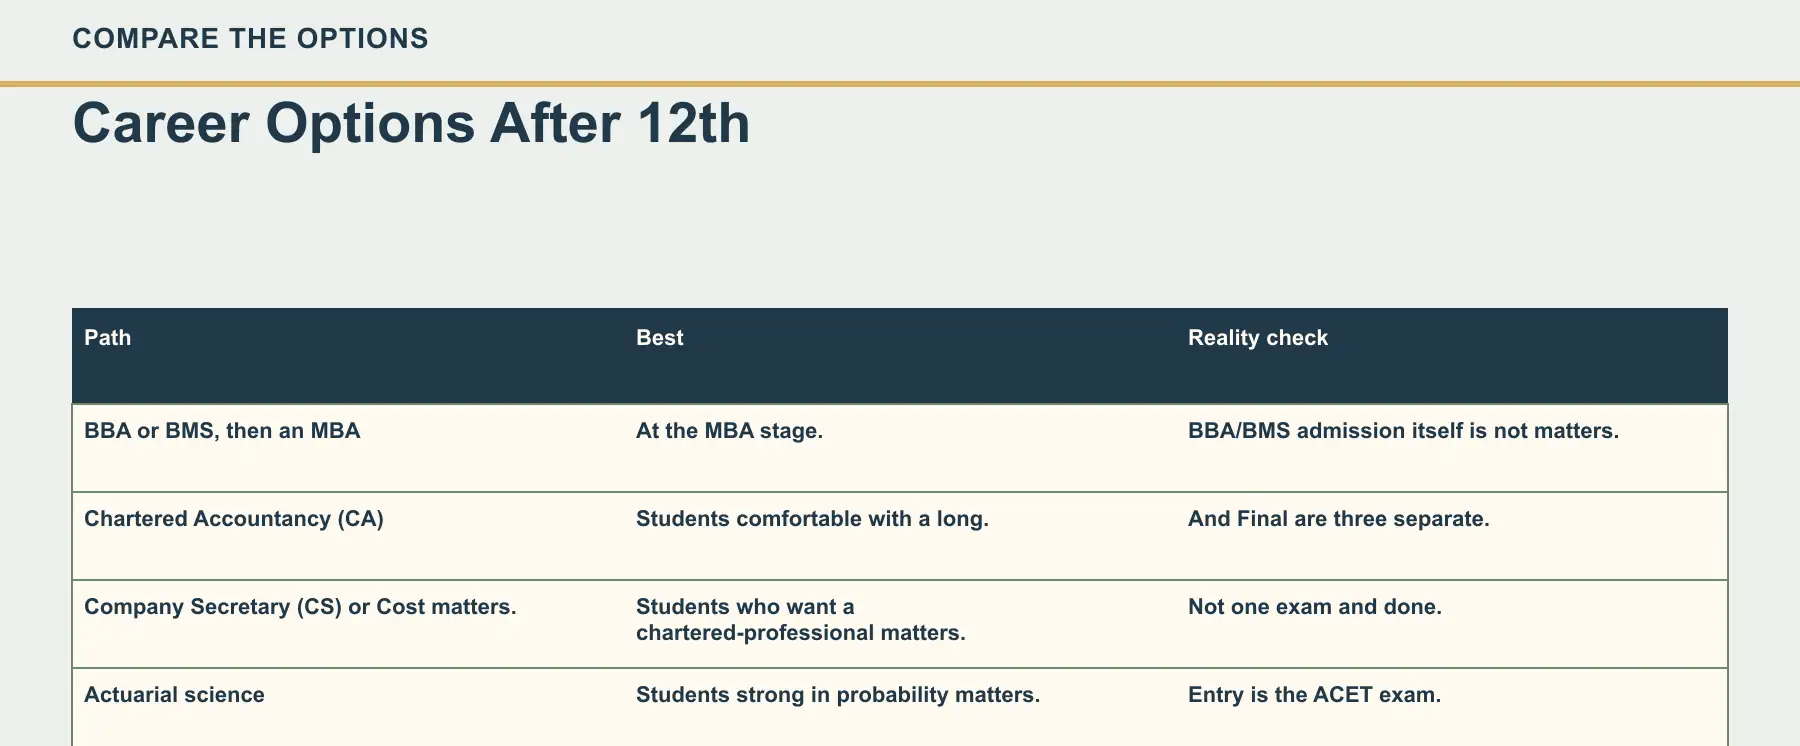 COMPARE THE OPTIONS
Career Options After 12th
Path
Best
Reality check
BBA or BMS, then an MBA
At the MBA stage.
BBA/BMS admission itself is not matters.
Chartered Accountancy (CA)
Students comfortable with a long.
And Final are three separate.
Company Secretary (CS) or Cost matters.
Students who want a
chartered-professional matters.
Not one exam and done.
Actuarial science
Students strong in probability matters.
Entry is the ACET exam.